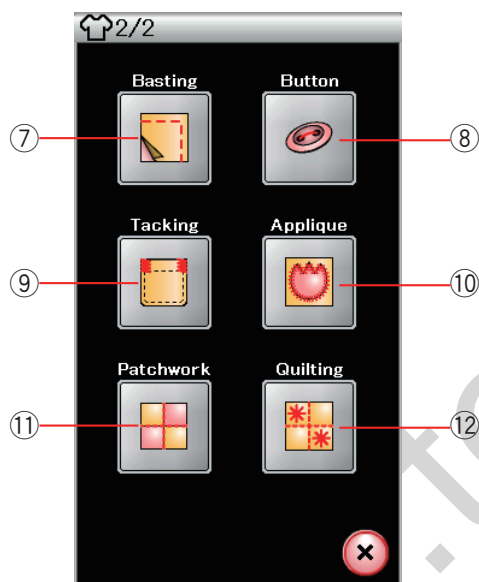 2/2
Basting Button
⑦ ⑧
Tacking Applique
⑨ ⑩
Patchwork Quilting
⑪ ⑫